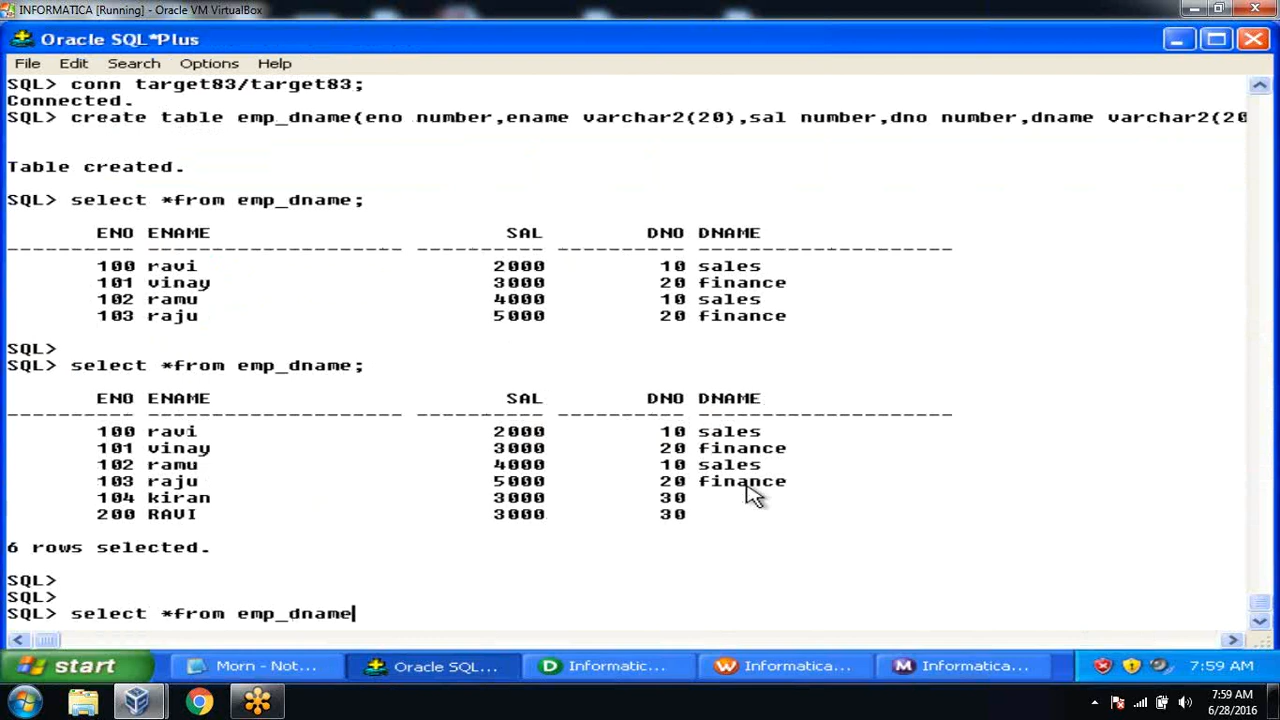 INFORMATICA [Running] - Oracle VM VirtualBox
Oracle SQL*Plus
File Edit Search Options Help
SQL> conn target83/target83;
Connected.
SQL> create table emp_dname(eno number,ename varchar2(20),sal number,dno number,dname varchar2(20
Table created.
SQL> select *from emp_dname;
ENO ENAME SAL DNO DNAME
---------- -------------------- ---------- ---------- --------------------
100 ravi 2000 10 sales
101 vinay 3000 20 finance
102 ramu 4000 10 sales
103 raju 5000 20 finance
SQL>
SQL> select *from emp_dname;
ENO ENAME SAL DNO DNAME
---------- -------------------- ---------- ---------- --------------------
100 ravi 2000 10 sales
101 vinay 3000 20 finance
102 ramu 4000 10 sales
103 raju 5000 20 finance
104 kiran 3000 30
200 RAVI 3000 30
6 rows selected.
SQL>
SQL>
SQL> select *from emp_dname
start Morn - Not... Oracle SQL... Informatic... Informatica... Informatica... 7:59 AM
7:59 AM
6/28/2016